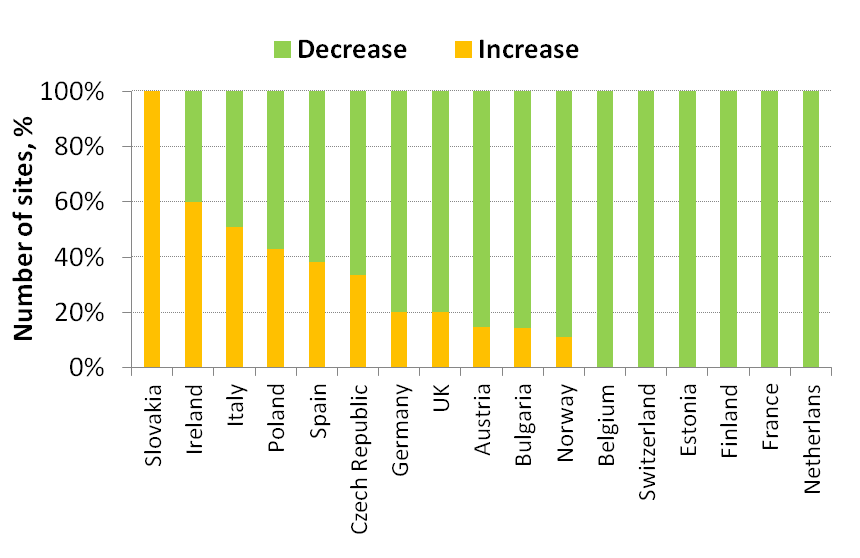 Decrease Increase
Number of sites, %
100%
80%
60%
40%
20%
0%
Slovakia
Ireland
Italy
Poland
Spain
Czech Republic
Germany
UK
Austria
Bulgaria
Norway
Belgium
Switzerland
Estonia
Finland
France
Netherlans